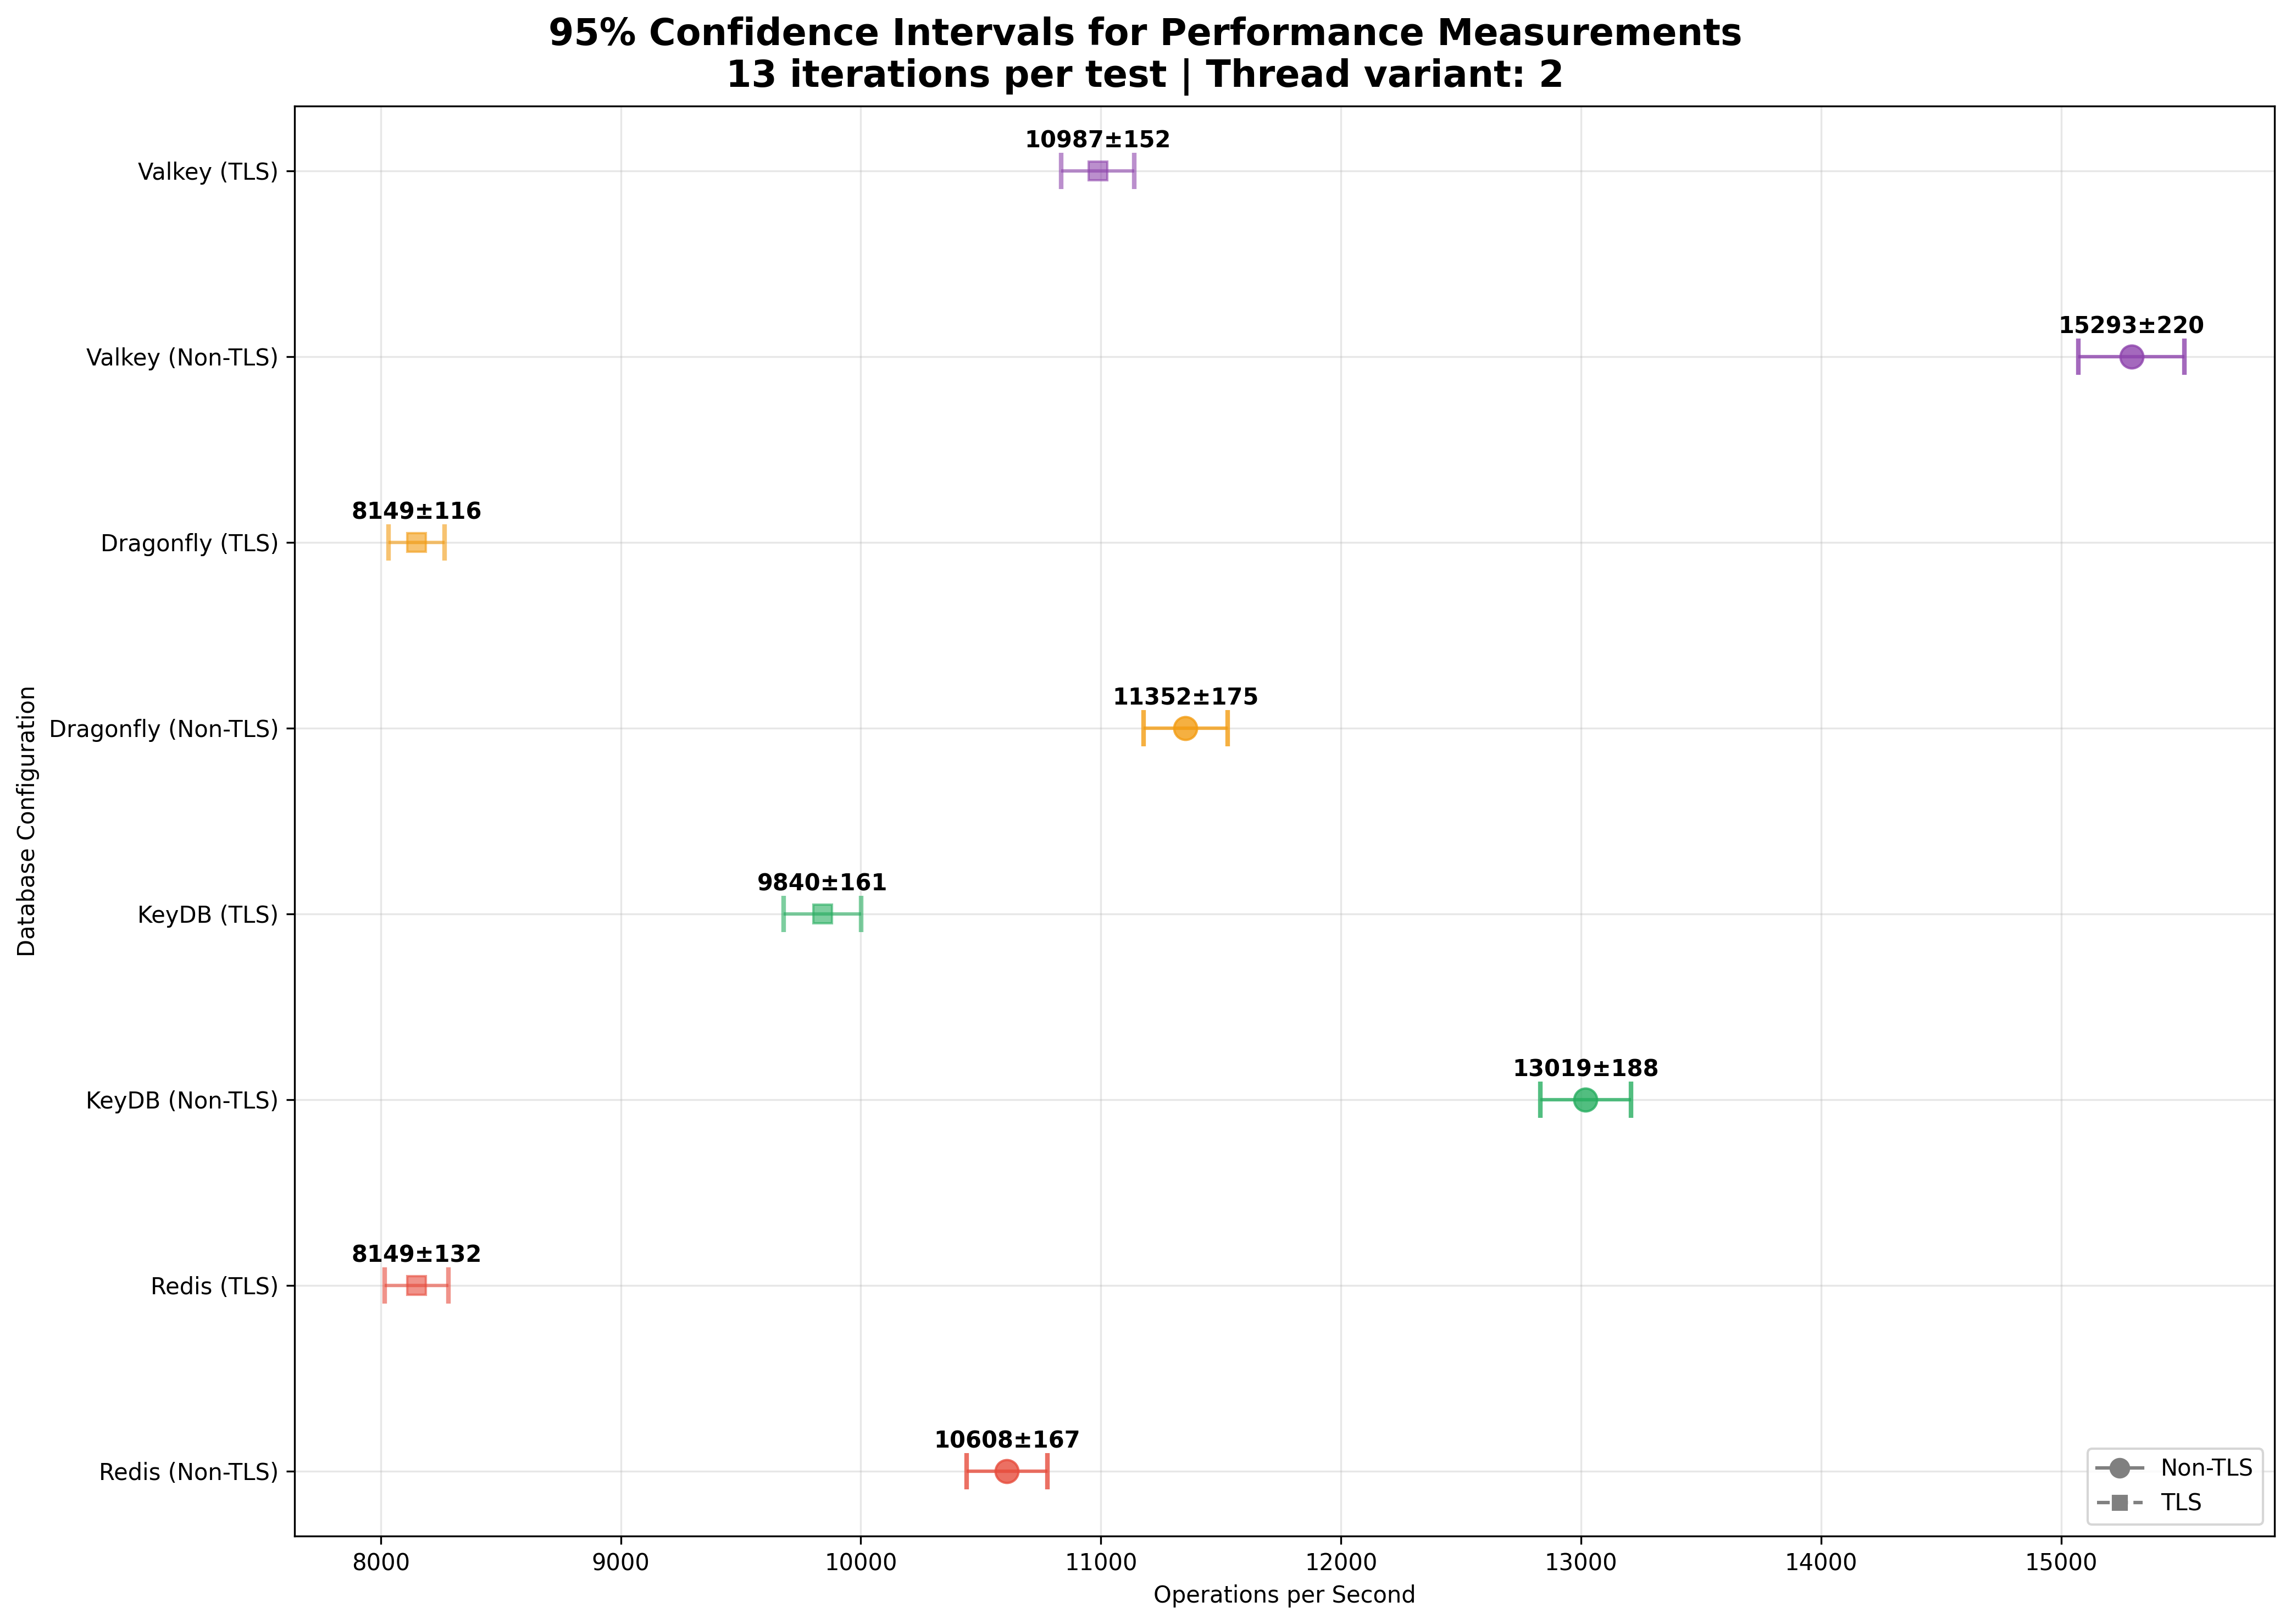 95% Confidence Intervals for Performance Measurements
13 iterations per test | Thread variant: 2
Database Configuration
Valkey (TLS)
10987±152
Valkey (Non-TLS)
15293±220
Dragonfly (TLS)
8149±116
Dragonfly (Non-TLS)
11352±175
KeyDB (TLS)
9840±161
KeyDB (Non-TLS)
13019±188
Redis (TLS)
8149±132
Redis (Non-TLS)
10608±167
Non-TLS
TLS
8000 9000 10000 11000 12000 13000 14000 15000
Operations per Second